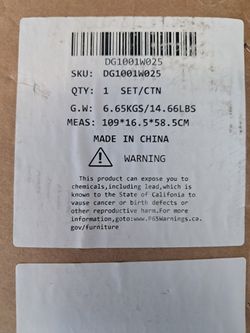 DG1001W025
SKU: DG1001W025
QTY: 1 SET/CTN
G.W: 6.65KGS/14.66LBS
MEAS: 109*16.5*58.5CM
MADE IN CHINA
WARNING
This product can expose you to
chemicals,including lead,which is
known to the State of Califonia to
vause cancer or birth defects or
other reproductive harm.For more
information,goto:www.P65Warnings.ca.
gov/furniture